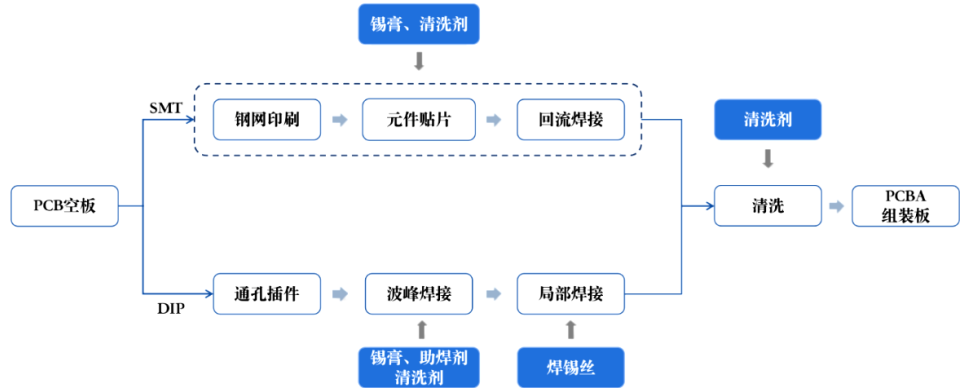 锡膏、清洗剂
SMT
钢网印刷
元件贴片
回流焊接
清洗剂
PCB空板
清洗
PCBA
组装板
DIP
通孔插件
波峰焊接
局部焊接
锡膏、助焊剂
清洗剂
焊锡丝